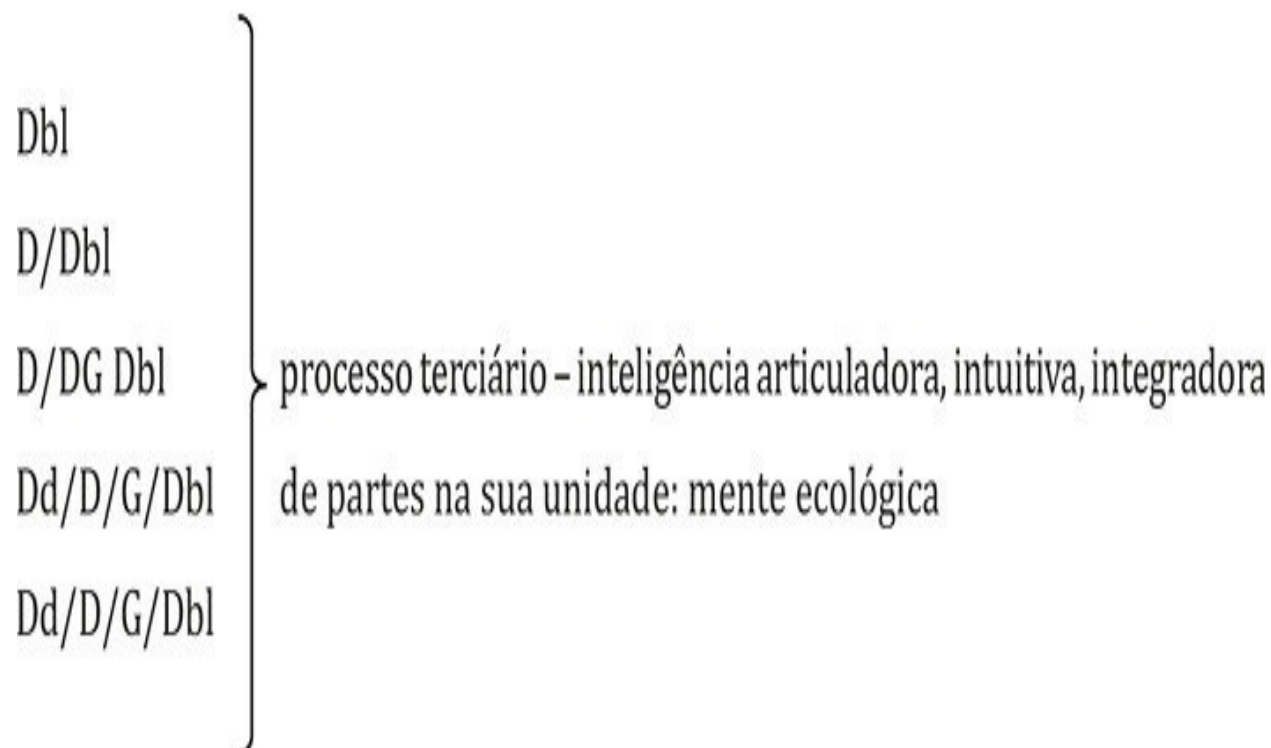 Dbl
D/Dbl
D/DG Dbl
processo terciário – inteligência articuladora, intuitiva, integradora
Dd/D/G/Dbl
de partes na sua unidade: mente ecológica
Dd/D/G/Dbl